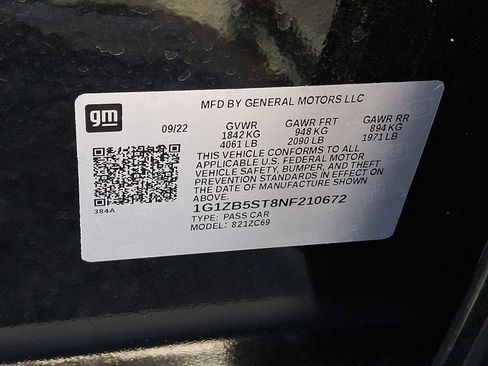 MFD BY GENERAL MOTORS LLC
gm
09/22 GVWR GAWR FRT GAWR RR
1842 KG 948 KG 894 KG
4061 LB 2090 LB 1971 LB
THIS VEHICLE CONFORMS TO ALL
APPLICABLE U.S. FEDERAL MOTOR
VEHICLE SAFETY, BUMPER, AND THEFT
PREVENTION STANDARDS IN EFFECT ON
THE DATE OF MANUFACTURE SHOWN
ABOVE.
384A
1G1ZB5ST8NF210672
TYPE: PASS CAR
MODEL: 821ZC69